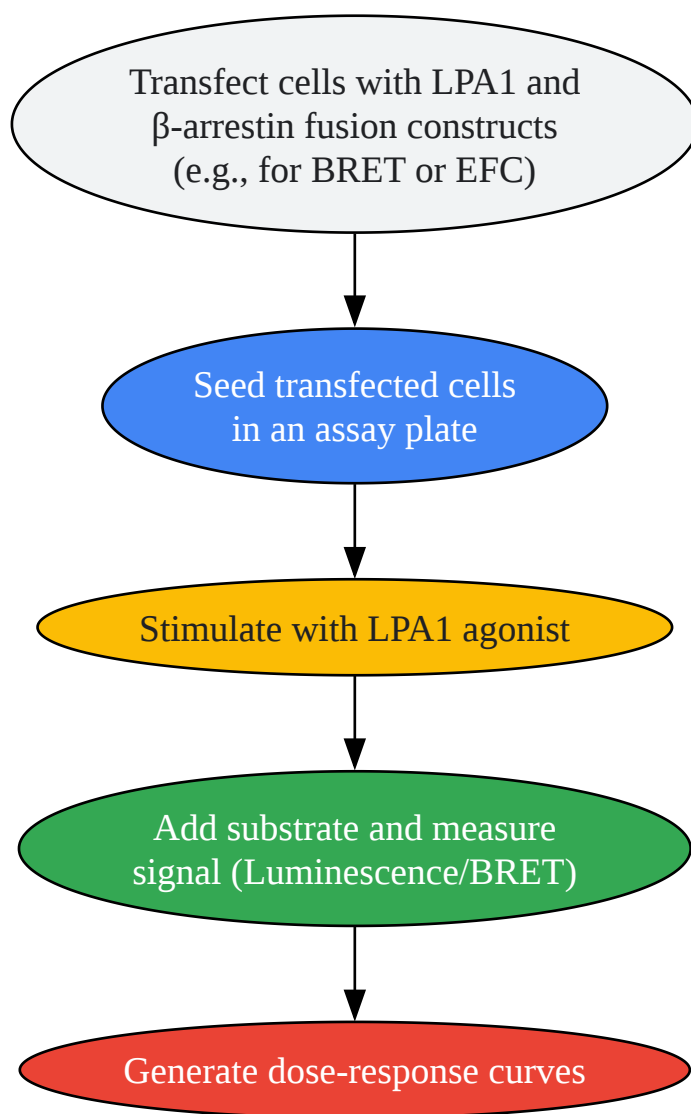 Transfect cells with LPA1 and
β-arrestin fusion constructs
(e.g., for BRET or EFC)
Seed transfected cells
in an assay plate
Stimulate with LPA1 agonist
Add substrate and measure
signal (Luminescence/BRET)
Generate dose-response curves